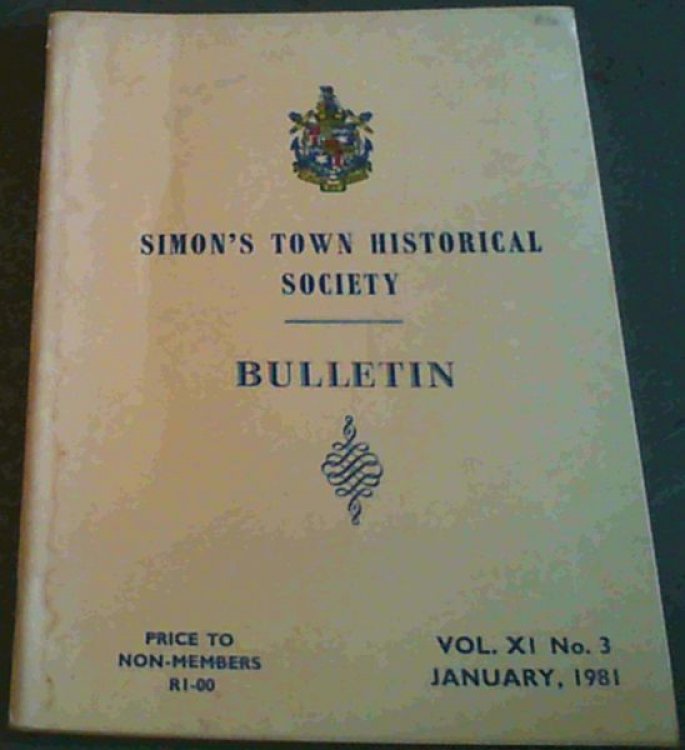 SIMON'S TOWN HISTORICAL
SOCIETY
BULLETIN
PRICE TO
NON-MEMBERS
R1-00
VOL. XI No. 3
JANUARY, 1981